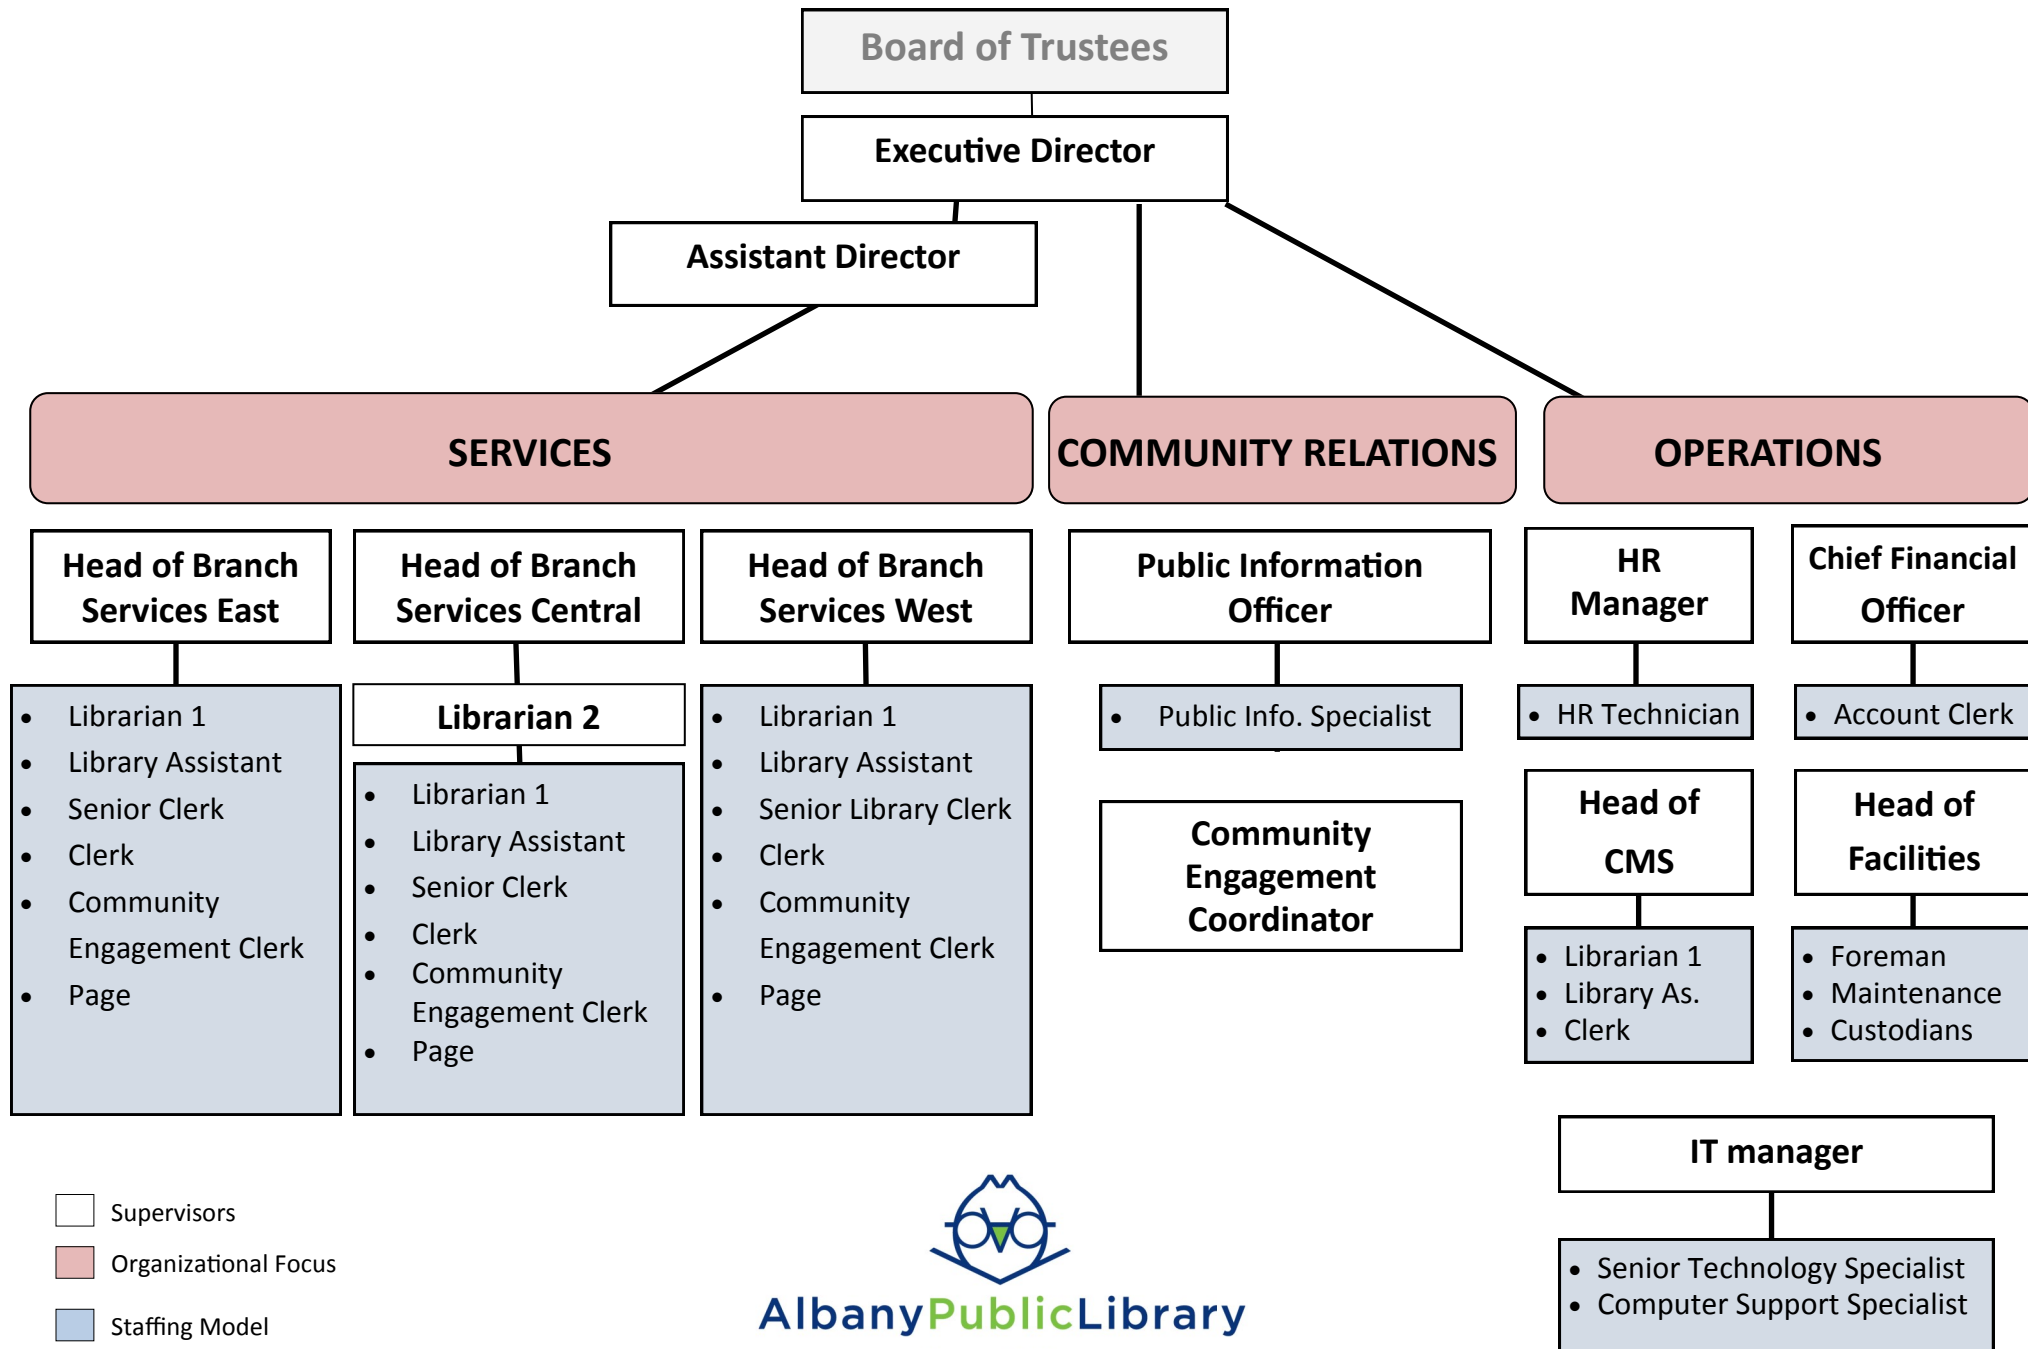 Board of Trustees
Executive Director
Assistant Director
SERVICES
COMMUNITY RELATIONS
OPERATIONS
Head of Branch
Services East
• Librarian 1
• Library Assistant
• Senior Clerk
• Clerk
• Community
Engagement Clerk
• Page
Head of Branch
Services Central
Librarian 2
• Librarian 1
• Library Assistant
• Senior Clerk
• Clerk
• Community
Engagement Clerk
• Page
Head of Branch
Services West
• Librarian 1
• Library Assistant
• Senior Library Clerk
• Clerk
• Community
Engagement Clerk
• Page
Public Information
Officer
• Public Info. Specialist
Community
Engagement
Coordinator
HR
Manager
• HR Technician
Chief Financial
Officer
• Account Clerk
Head of
CMS
• Librarian 1
• Library As.
• Clerk
Head of
Facilities
• Foreman
• Maintenance
• Custodians
IT manager
• Senior Technology Specialist
• Computer Support Specialist
Supervisors
Organizational Focus
Staffing Model
AlbanyPublicLibrary